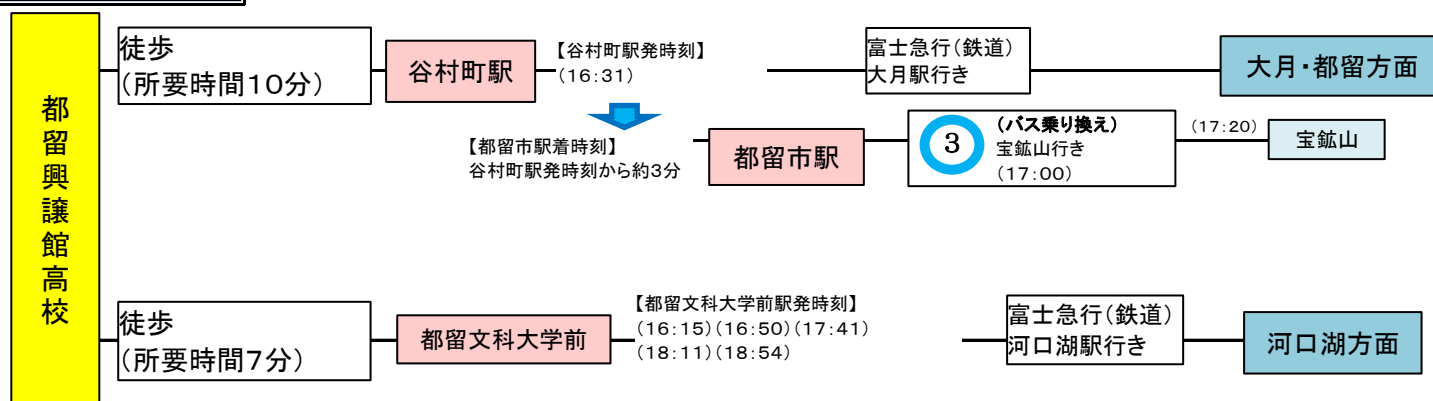 都留興譲館高校
徒歩
(所要時間10分)
谷村町駅
【谷村町駅発時刻】
(16:31)
富士急行(鉄道)
大月駅行き
大月・都留方面
【都留市駅着時刻】
谷村町駅発時刻から約3分
都留市駅
3
(バス乗り換え)
宝鉱山行き
(17:00)
(17:20)
宝鉱山
徒歩
(所要時間7分)
都留文科大学前
【都留文科大学前駅発時刻】
(16:15)(16:50)(17:41)
(18:11)(18:54)
富士急行(鉄道)
河口湖駅行き
河口湖方面